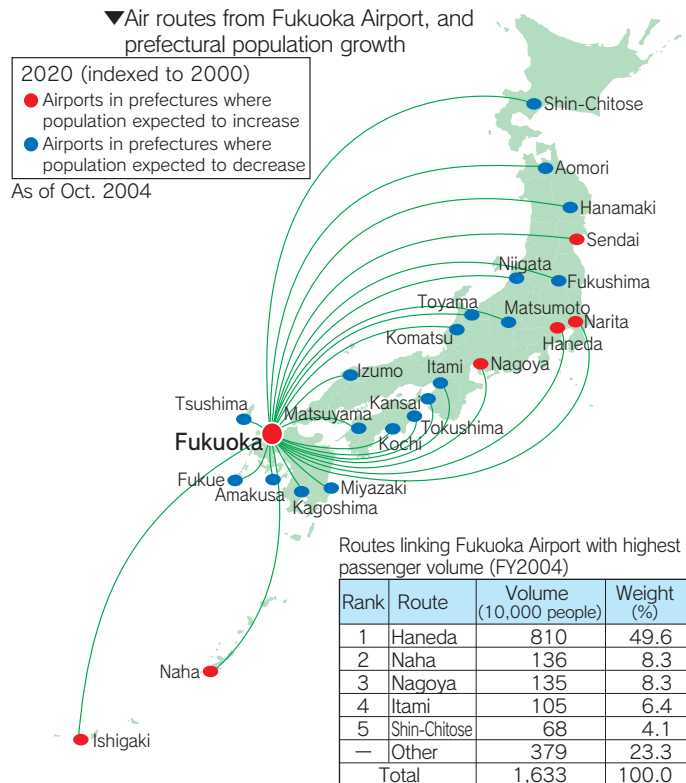 ▼Air routes from Fukuoka Airport, and
prefectural population growth
2020 (indexed to 2000)
Airports in prefectures where
population expected to increase
Airports in prefectures where
population expected to decrease
As of Oct. 2004
Shin-Chitose
Aomori
Hanamaki
Sendai
Niigata
Fukushima
Toyama
Matsumoto
Narita
Komatsu
Haneda
Itami
Nagoya
Izumo
Kansai
Tsushima
Matsuyama
Tokushima
Fukuoka
Kochi
Fukue
Amakusa
Miyazaki
Kagoshima
Naha
Ishigaki
Routes linking Fukuoka Airport with highest
passenger volume (FY2004)
Rank Route Volume (10,000 people) Weight (%)
1 Haneda 810 49.6
2 Naha 136 8.3
3 Nagoya 135 8.3
4 Itami 105 6.4
5 Shin-Chitose 68 4.1
— Other 379 23.3
Total 1,633 100.0